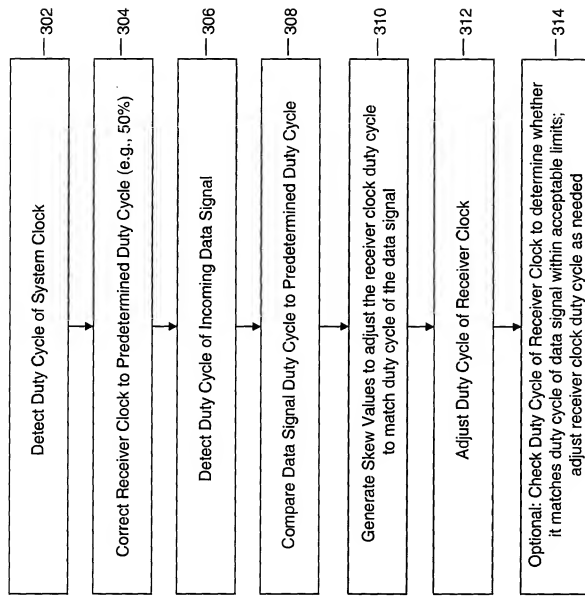 Detect Duty Cycle of System Clock
302
Correct Receiver Clock to Predetermined Duty Cycle (e.g., 50%)
304
Detect Duty Cycle of Incoming Data Signal
306
Compare Data Signal Duty Cycle to Predetermined Duty Cycle
308
Generate Skew Values to adjust the receiver clock duty cycle
to match duty cycle of the data signal
310
Adjust Duty Cycle of Receiver Clock
312
Optional: Check Duty Cycle of Receiver Clock to determine whether
it matches duty cycle of data signal within acceptable limits;
adjust receiver clock duty cycle as needed
314